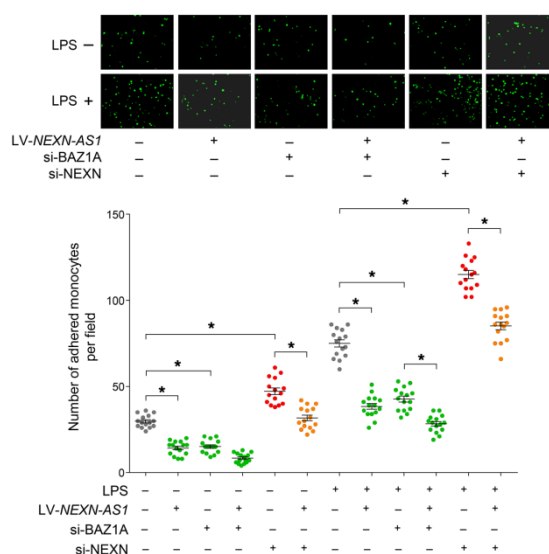 LPS –
LPS +
LV-NEXN-AS1 – + – – – +
si-BAZ1A – – + + – –
si-NEXN – – – – + +
150
100
50
0
Number of adhered monocytes
per field
* * * * * * * * * *
LPS – – – – – – + + + + + +
LV-NEXN-AS1 – + – + – + – + – + – +
si-BAZ1A – – + + – – – – + + – –
si-NEXN – – – – + + – – – – + +